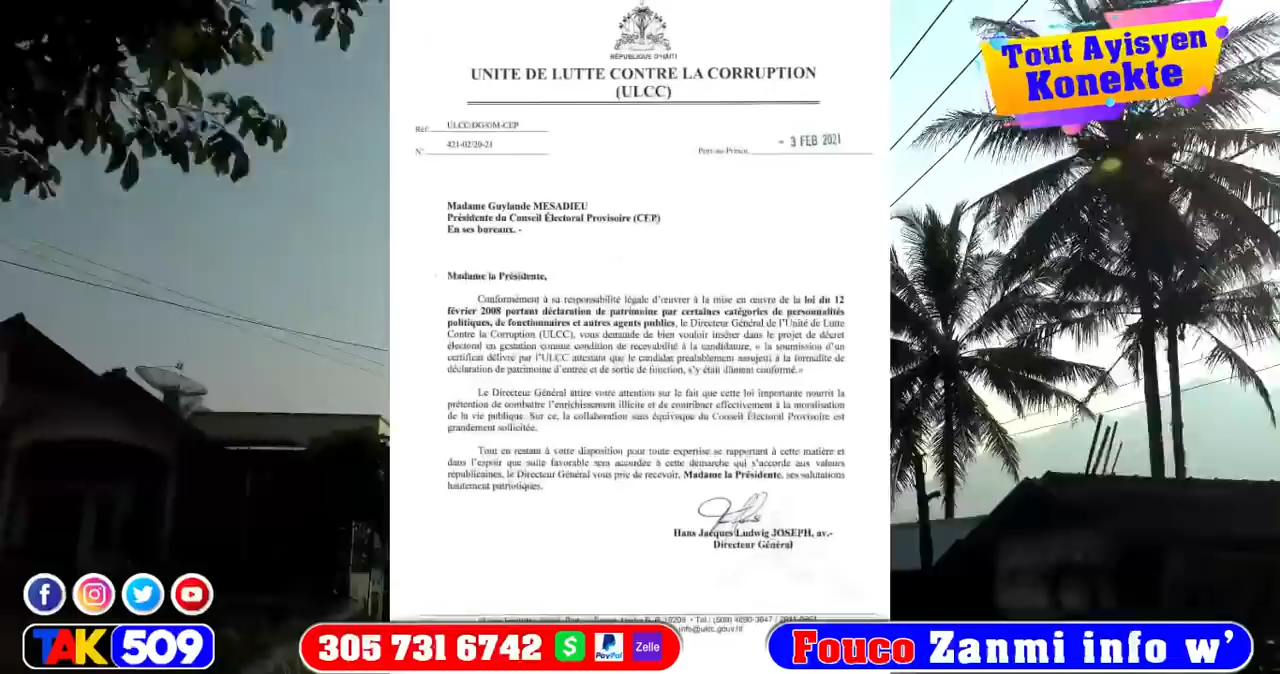 RÉPUBLIQUE D'HAITI
UNITE DE LUTTE CONTRE LA CORRUPTION
(ULCC)
Réf: ULCC/DG/OM-CEP
N° 421-02/20-21
Port-au-Prince, - 3 FEB 2021
Madame Guylande MESADIEU
Présidente du Conseil Électoral Provisoire (CEP)
En ses bureaux. -
Madame la Présidente,
Conformément à sa responsabilité légale d'œuvrer à la mise en œuvre de la loi du 12
février 2008 portant déclaration de patrimoine par certaines catégories de personnalités
politiques, de fonctionnaires et autres agents publics, le Directeur Général de l'Unité de Lutte
Contre la Corruption (ULCC), vous demande de bien vouloir insérer dans le projet de décret
électoral en gestation comme condition de recevabilité à la candidature, « la soumission d'un
certificat délivré par l'ULCC attestant que le candidat préalablement assujetti à la formalité de
déclaration de patrimoine d'entrée et de sortie de fonction, s'y était dûment conformé.»
Le Directeur Général attire votre attention sur le fait que cette loi importante nourrit la
prétention de combattre l'enrichissement illicite et de contribuer effectivement à la moralisation
de la vie publique. Sur ce, la collaboration sans équivoque du Conseil Électoral Provisoire est
grandement sollicitée.
Tout en restant à votre disposition pour toute expertise se rapportant à cette matière et
dans l'espoir que suite favorable sera accordée à cette démarche qui s'accorde aux valeurs
républicaines, le Directeur Général vous prie de recevoir, Madame la Présidente, ses salutations
hautement patriotiques.
Hans Jacques Ludwig JOSEPH, av.-
Directeur Général
info@ulcc.gouv.ht
Tout Ayisyen
Konekte
TAK 509
305 731 6742 $ PayPal Zelle
Fouco Zanmi info w'